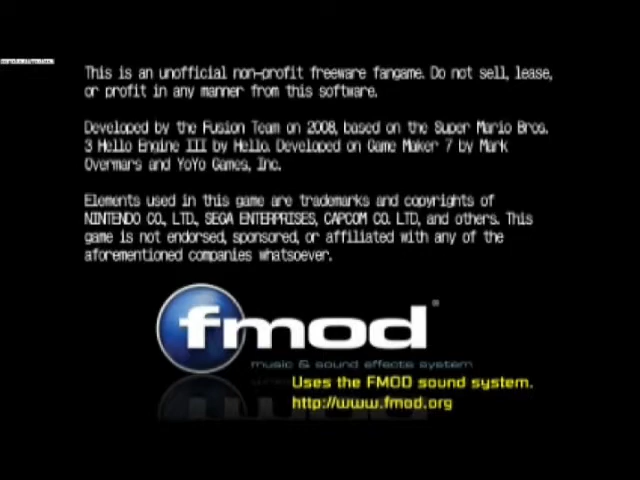 This is an unofficial non-profit freeware fangame. Do not sell, lease,
or profit in any manner from this software.
Developed by the Fusion Team on 2008, based on the Super Mario Bros.
3 Hello Engine III by Hello. Developed on Game Maker 7 by Mark
Overmars and YoYo Games, Inc.
Elements used in this game are trademarks and copyrights of
NINTENDO CO., LTD., SEGA ENTERPRISES, CAPCOM CO. LTD, and others. This
game is not endorsed, sponsored, or affiliated with any of the
aforementioned companies whatsoever.
fmod®
music & sound effects system
Uses the FMOD sound system.
http://www.fmod.org